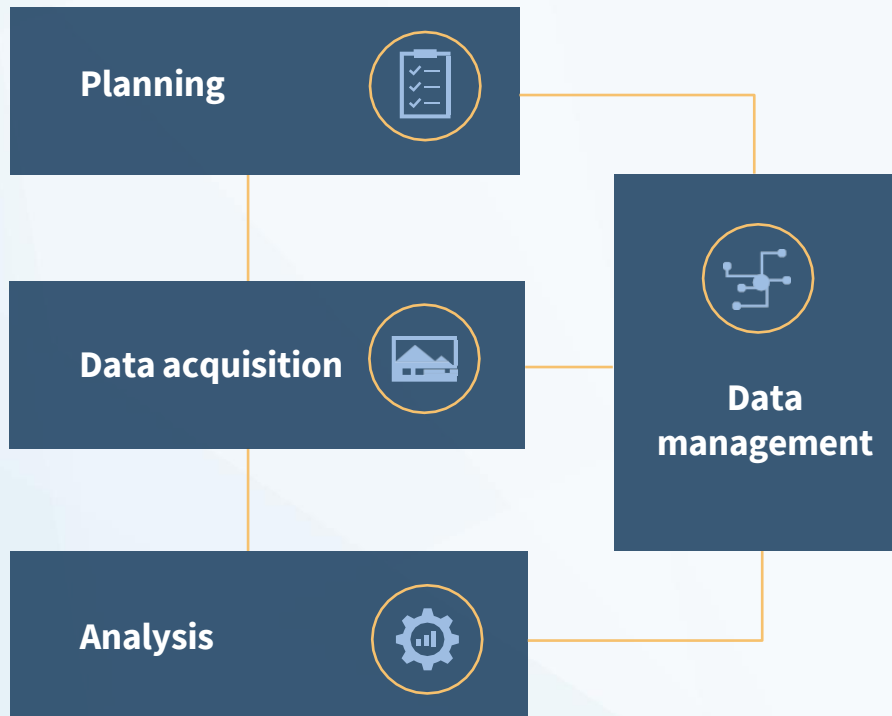 Planning
Data acquisition
Data
management
Analysis